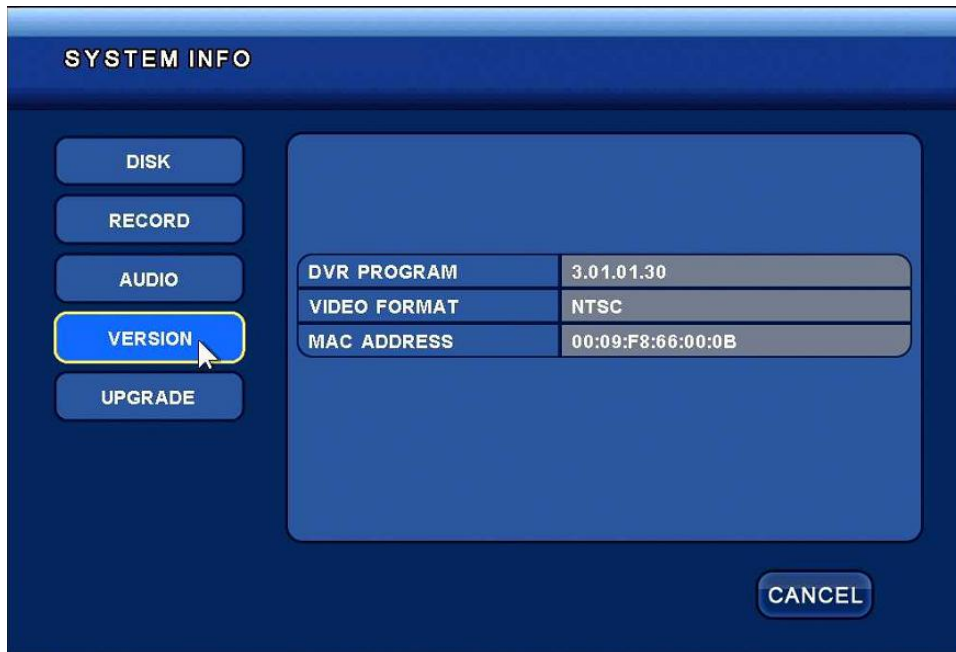 SYSTEM INFO
DISK
RECORD
AUDIO
VERSION
UPGRADE
DVR PROGRAM 3.01.01.30
VIDEO FORMAT NTSC
MAC ADDRESS 00:09:F8:66:00:0B
CANCEL